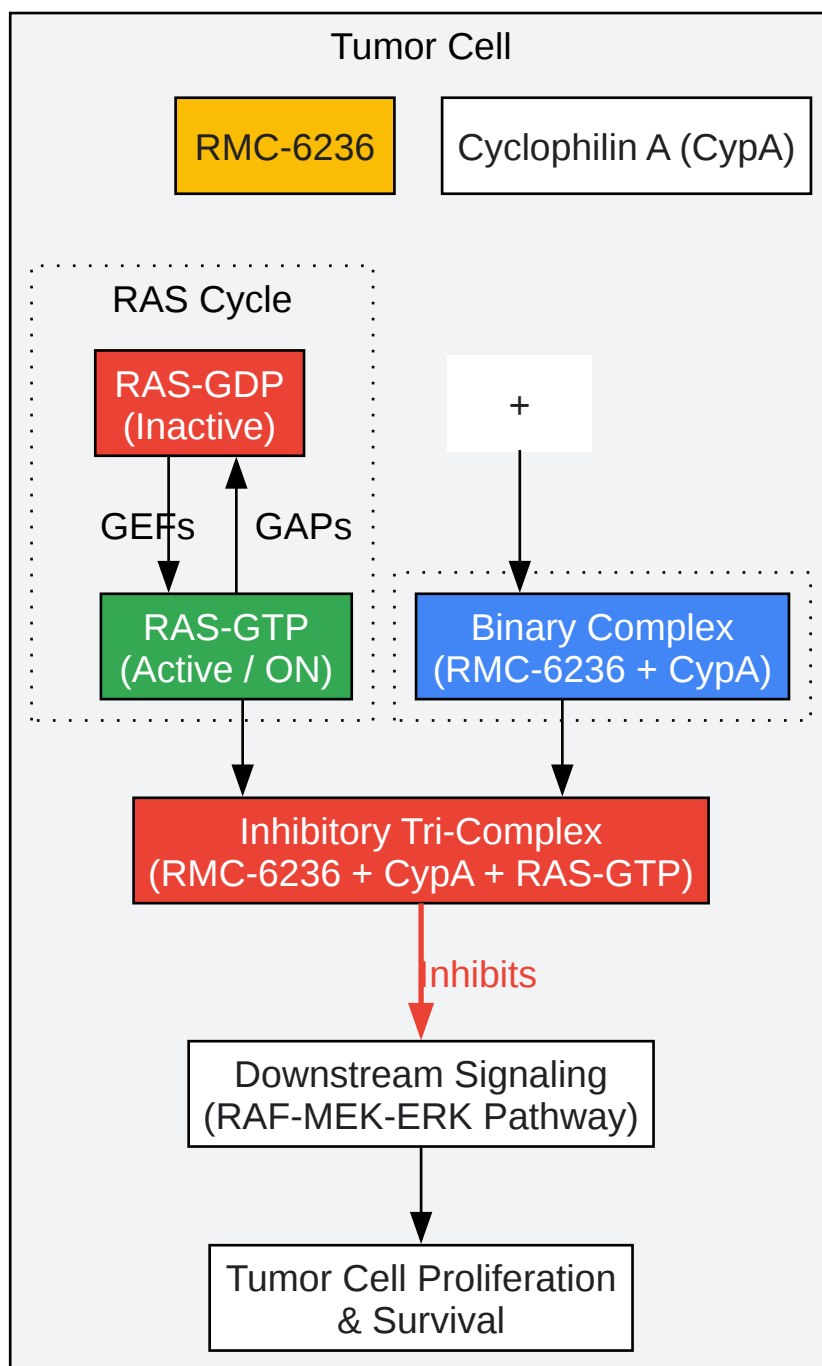 Tumor Cell
RMC-6236
Cyclophilin A (CypA)
RAS Cycle
RAS-GDP
(Inactive)
+
GEFs
GAPs
RAS-GTP
(Active / ON)
Binary Complex
(RMC-6236 + CypA)
Inhibitory Tri-Complex
(RMC-6236 + CypA + RAS-GTP)
Inhibits
Downstream Signaling
(RAF-MEK-ERK Pathway)
Tumor Cell Proliferation
& Survival